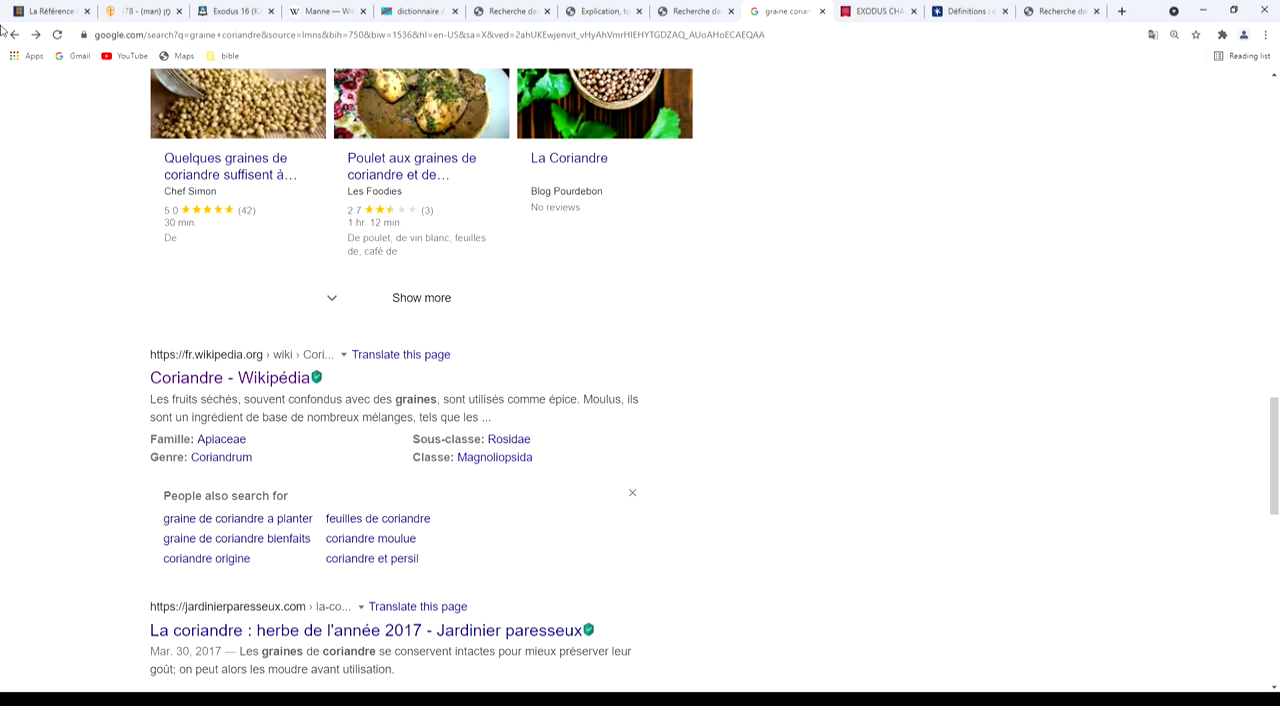 La Référence
:78 - (man) מָן
Exodus 16 (KJ
Manne — Wi
dictionnaire /
Recherche da
Explication, to
Recherche da
graine corian
EXODUS CHA
Définitions : 
Recherche da
google.com/search?q=graine+coriandre&source=lmns&bih=750&biw=1536&hl=en-US&sa=X&ved=2ahUKEwjenvit_vHyAhVmrHIEHYTGDZAQ_AUoAHoECAEQAA
Apps Gmail YouTube Maps bible Reading list
Quelques graines de
coriandre suffisent à...
Chef Simon
5.0 (42)
30 min.
De
Poulet aux graines de
coriandre et de...
Les Foodies
2.7 (3)
1 hr. 12 min.
De poulet, de vin blanc, feuilles
de, café de
La Coriandre
Blog Pourdebon
No reviews
Show more
https://fr.wikipedia.org › wiki › Cori... Translate this page
Coriandre - Wikipédia
Les fruits séchés, souvent confondus avec des graines, sont utilisés comme épice. Moulus, ils
sont un ingrédient de base de nombreux mélanges, tels que les ...
Famille: Apiaceae Sous-classe: Rosidae
Genre: Coriandrum Classe: Magnoliopsida
People also search for
graine de coriandre a planter feuilles de coriandre
graine de coriandre bienfaits coriandre moulue
coriandre origine coriandre et persil
https://jardinierparesseux.com › la-co... Translate this page
La coriandre : herbe de l'année 2017 - Jardinier paresseux
Mar. 30, 2017 — Les graines de coriandre se conservent intactes pour mieux préserver leur
goût; on peut alors les moudre avant utilisation.